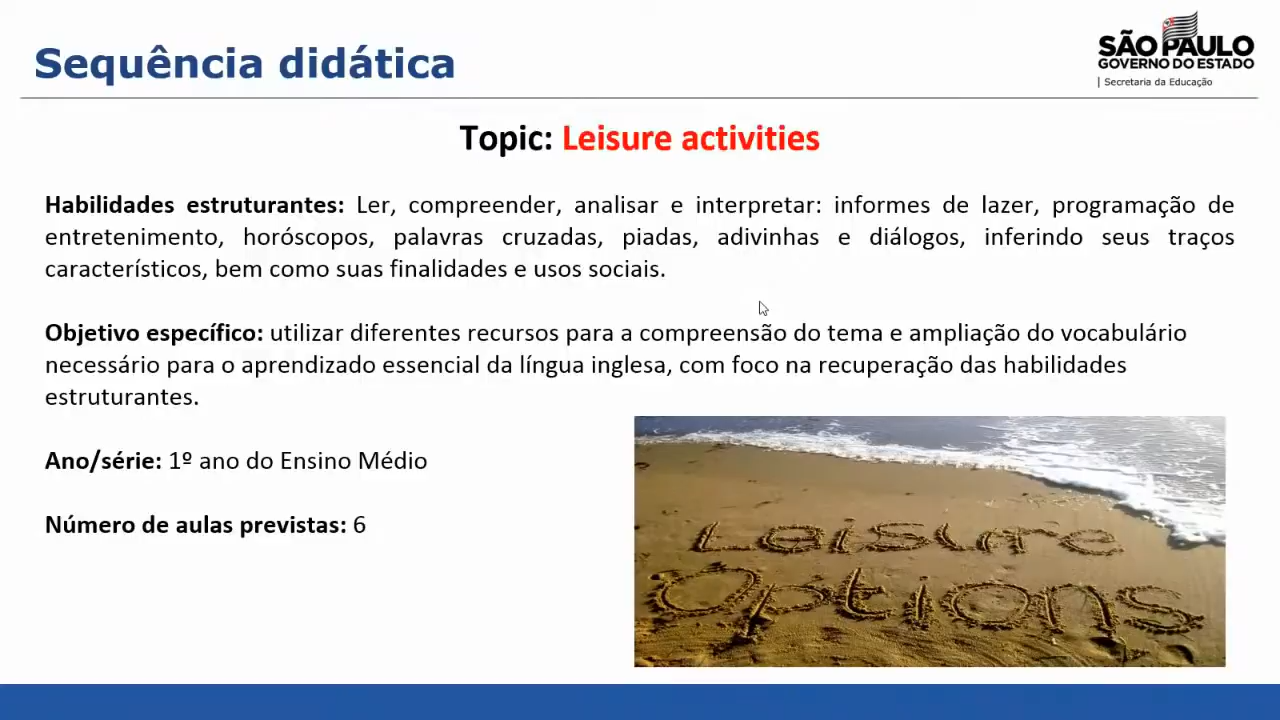 Sequência didática
SÃO PAULO
GOVERNO DO ESTADO
| Secretaria da Educação
Topic: Leisure activities
Habilidades estruturantes: Ler, compreender, analisar e interpretar: informes de lazer, programação de
entretenimento, horóscopos, palavras cruzadas, piadas, adivinhas e diálogos, inferindo seus traços
característicos, bem como suas finalidades e usos sociais.
Objetivo específico: utilizar diferentes recursos para a compreensão do tema e ampliação do vocabulário
necessário para o aprendizado essencial da língua inglesa, com foco na recuperação das habilidades
estruturantes.
Ano/série: 1º ano do Ensino Médio
Número de aulas previstas: 6
Leisure
Options